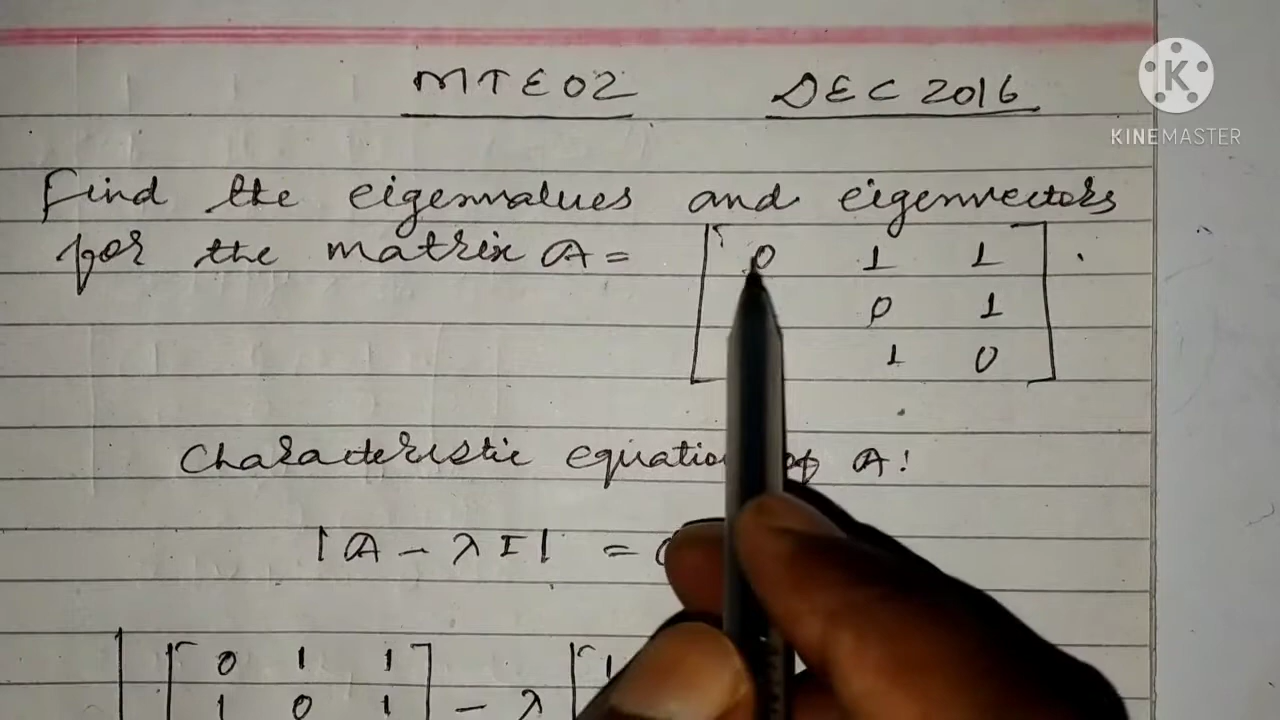 MTE02 DEC 2016
KINEMASTER
Find the eigenvalues and eigenvectors
for the matrix A = [ 0 1 1 ] .
0 1
1 0
Characteristic equation of A:
|A - λI| = 0
0 1 1
1 0 1 - λ 1